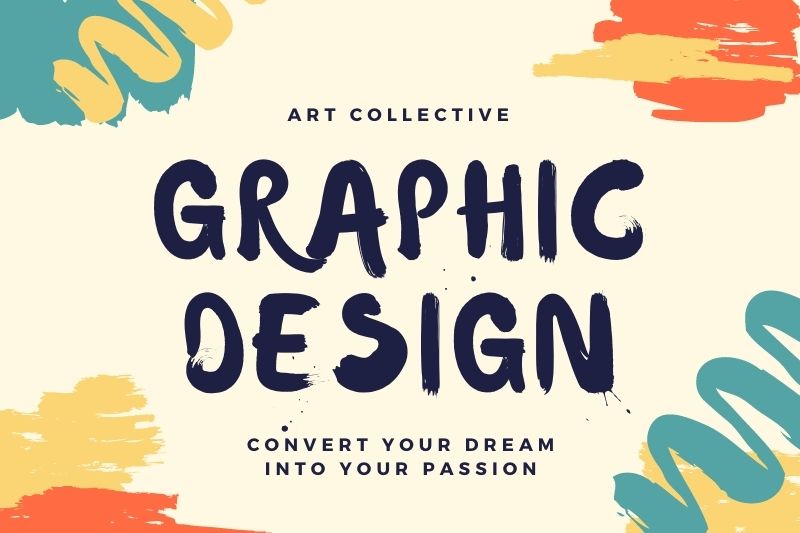 ART COLLECTIVE
GRAPHIC
DESIGN
CONVERT YOUR DREAM
INTO YOUR PASSION